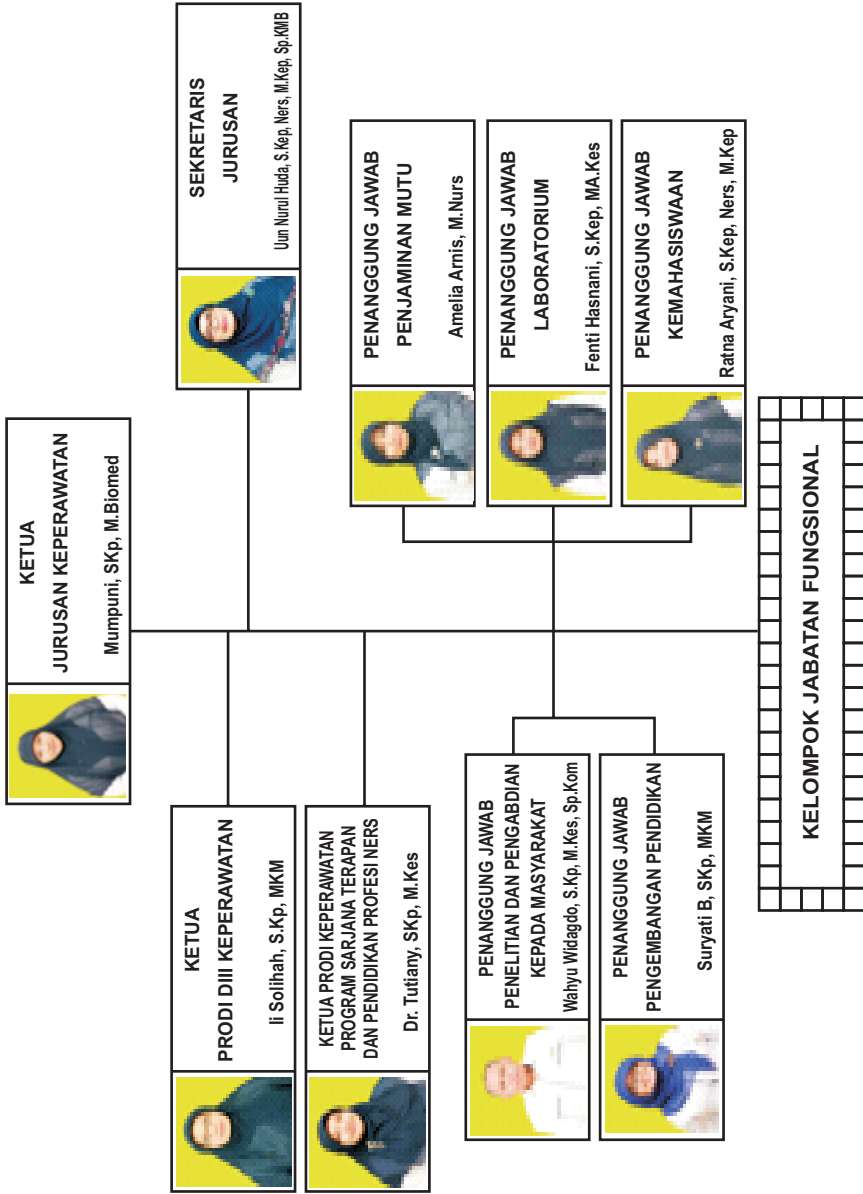 KETUA
JURUSAN KEPERAWATAN
Mumpuni, SKp, M.Biomed
SEKRETARIS
JURUSAN
Uun Nurul Huda, S.Kep, Ners, M.Kep, Sp.KMB
KETUA
PRODI DIII KEPERAWATAN
Ii Solihah, S.Kp, MKM
KETUA PRODI KEPERAWATAN
PROGRAM SARJANA TERAPAN
DAN PENDIDIKAN PROFESI NERS
Dr. Tutiany, SKp, M.Kes
PENANGGUNG JAWAB
PENELITIAN DAN PENGABDIAN
KEPADA MASYARAKAT
Wahyu Widagdo, S.Kp, M.Kes, Sp.Kom
PENANGGUNG JAWAB
PENGEMBANGAN PENDIDIKAN
Suryati B, SKp, MKM
PENANGGUNG JAWAB
PENJAMINAN MUTU
Amelia Arnis, M.Nurs
PENANGGUNG JAWAB
LABORATORIUM
Fenti Hasnani, S.Kep, MA.Kes
PENANGGUNG JAWAB
KEMAHASISWAAN
Ratna Aryani, S.Kep, Ners, M.Kep
KELOMPOK JABATAN FUNGSIONAL